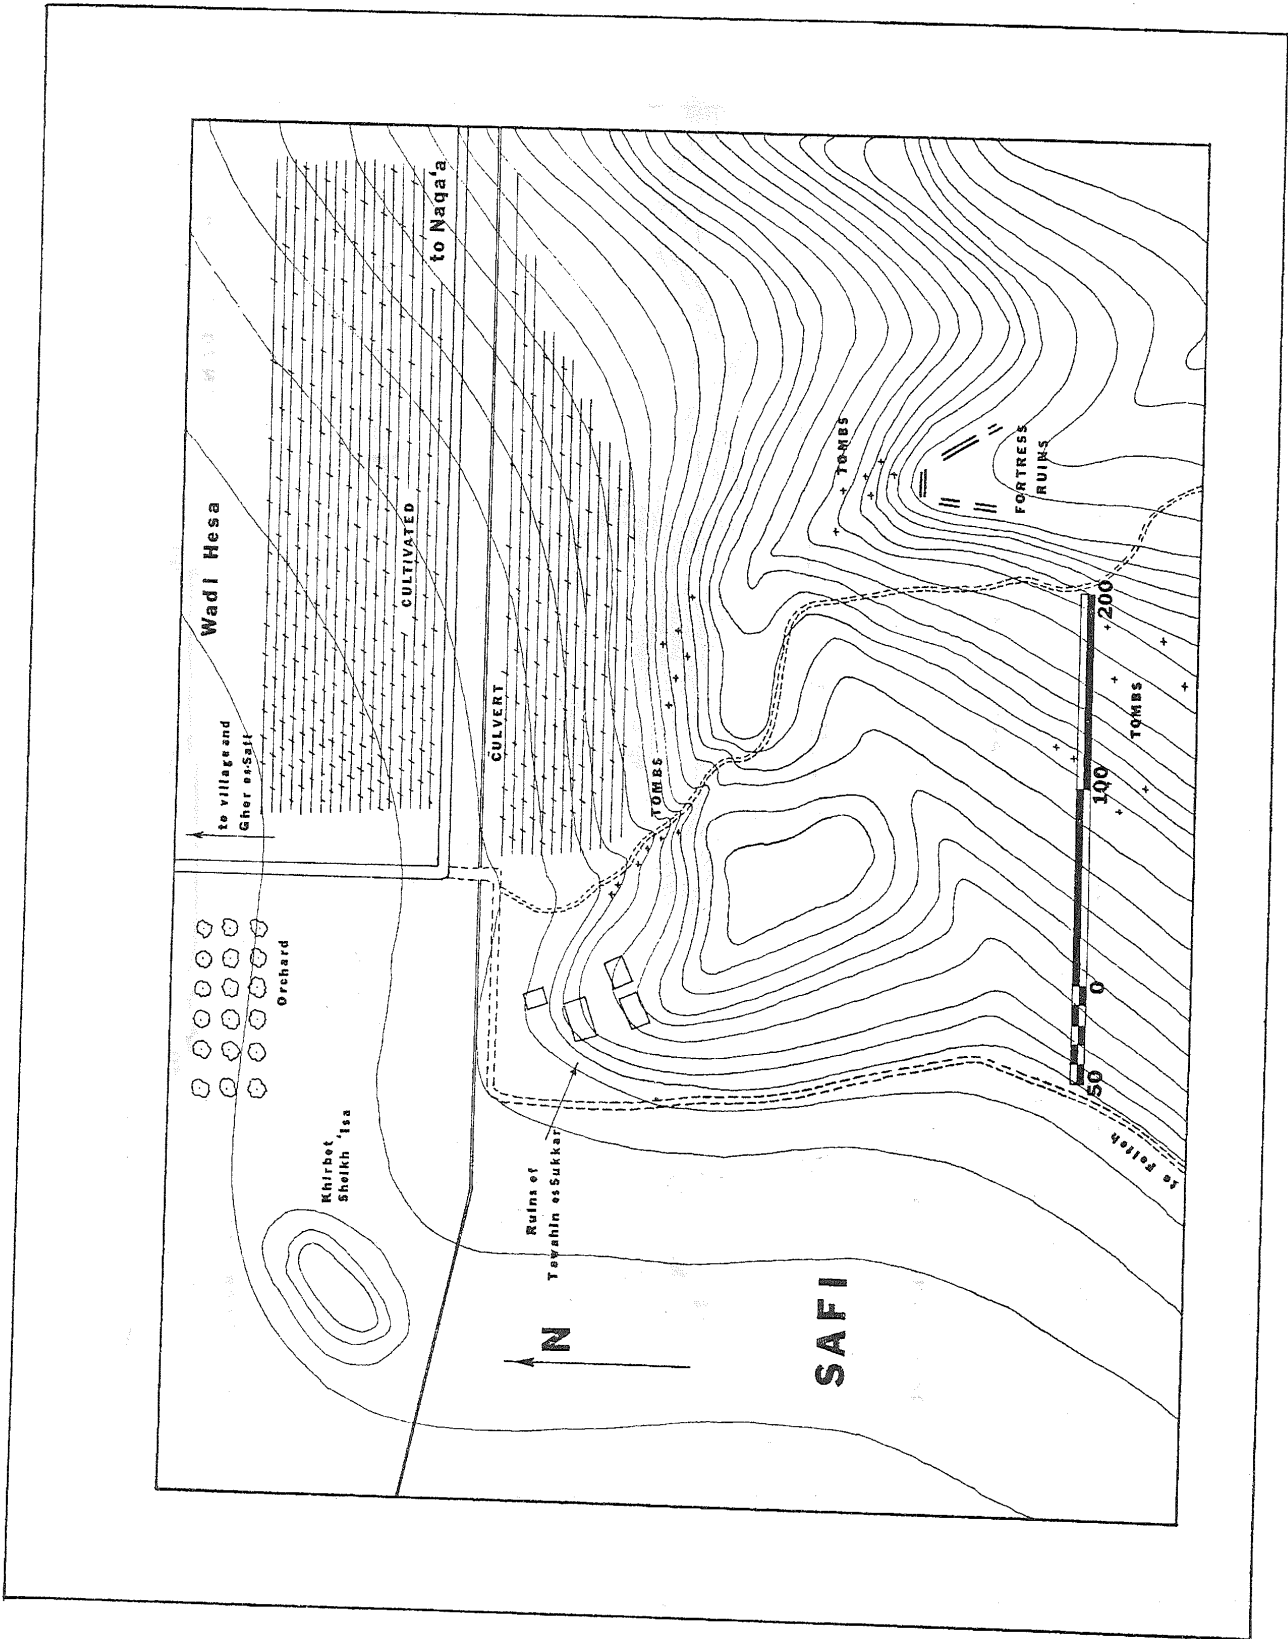 Wadi Hesa
to village and
Ghor es-Safi
Orchard
Khirbet
Sheikh 'Isa
to Naqa'a
CULTIVATED
CULVERT
Ruins of
Tawahin es Sukkar
N
TOMBS
SAFI
TOMBS
FORTRESS
RUINS
50
0
100
200
TOMBS
to Feifeh